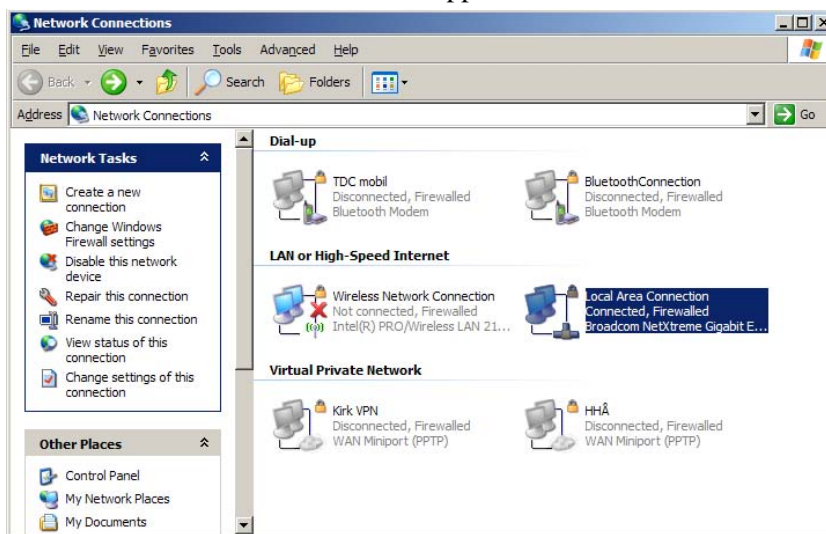 Network Connections
File Edit View Favorites Tools Advanced Help
Back Search Folders
Address Network Connections Go
Network Tasks
Create a new
connection
Change Windows
Firewall settings
Disable this network
device
Repair this connection
Rename this connection
View status of this
connection
Change settings of this
connection
Other Places
Control Panel
My Network Places
My Documents
Dial-up
TDC mobil
Disconnected, Firewalled
Bluetooth Modem
BluetoothConnection
Disconnected, Firewalled
Bluetooth Modem
LAN or High-Speed Internet
Wireless Network Connection
Not connected, Firewalled
Intel(R) PRO/Wireless LAN 21...
Local Area Connection
Connected, Firewalled
Broadcom NetXtreme Gigabit E...
Virtual Private Network
Kirk VPN
Disconnected, Firewalled
WAN Miniport (PPTP)
HHÅ
Disconnected, Firewalled
WAN Miniport (PPTP)